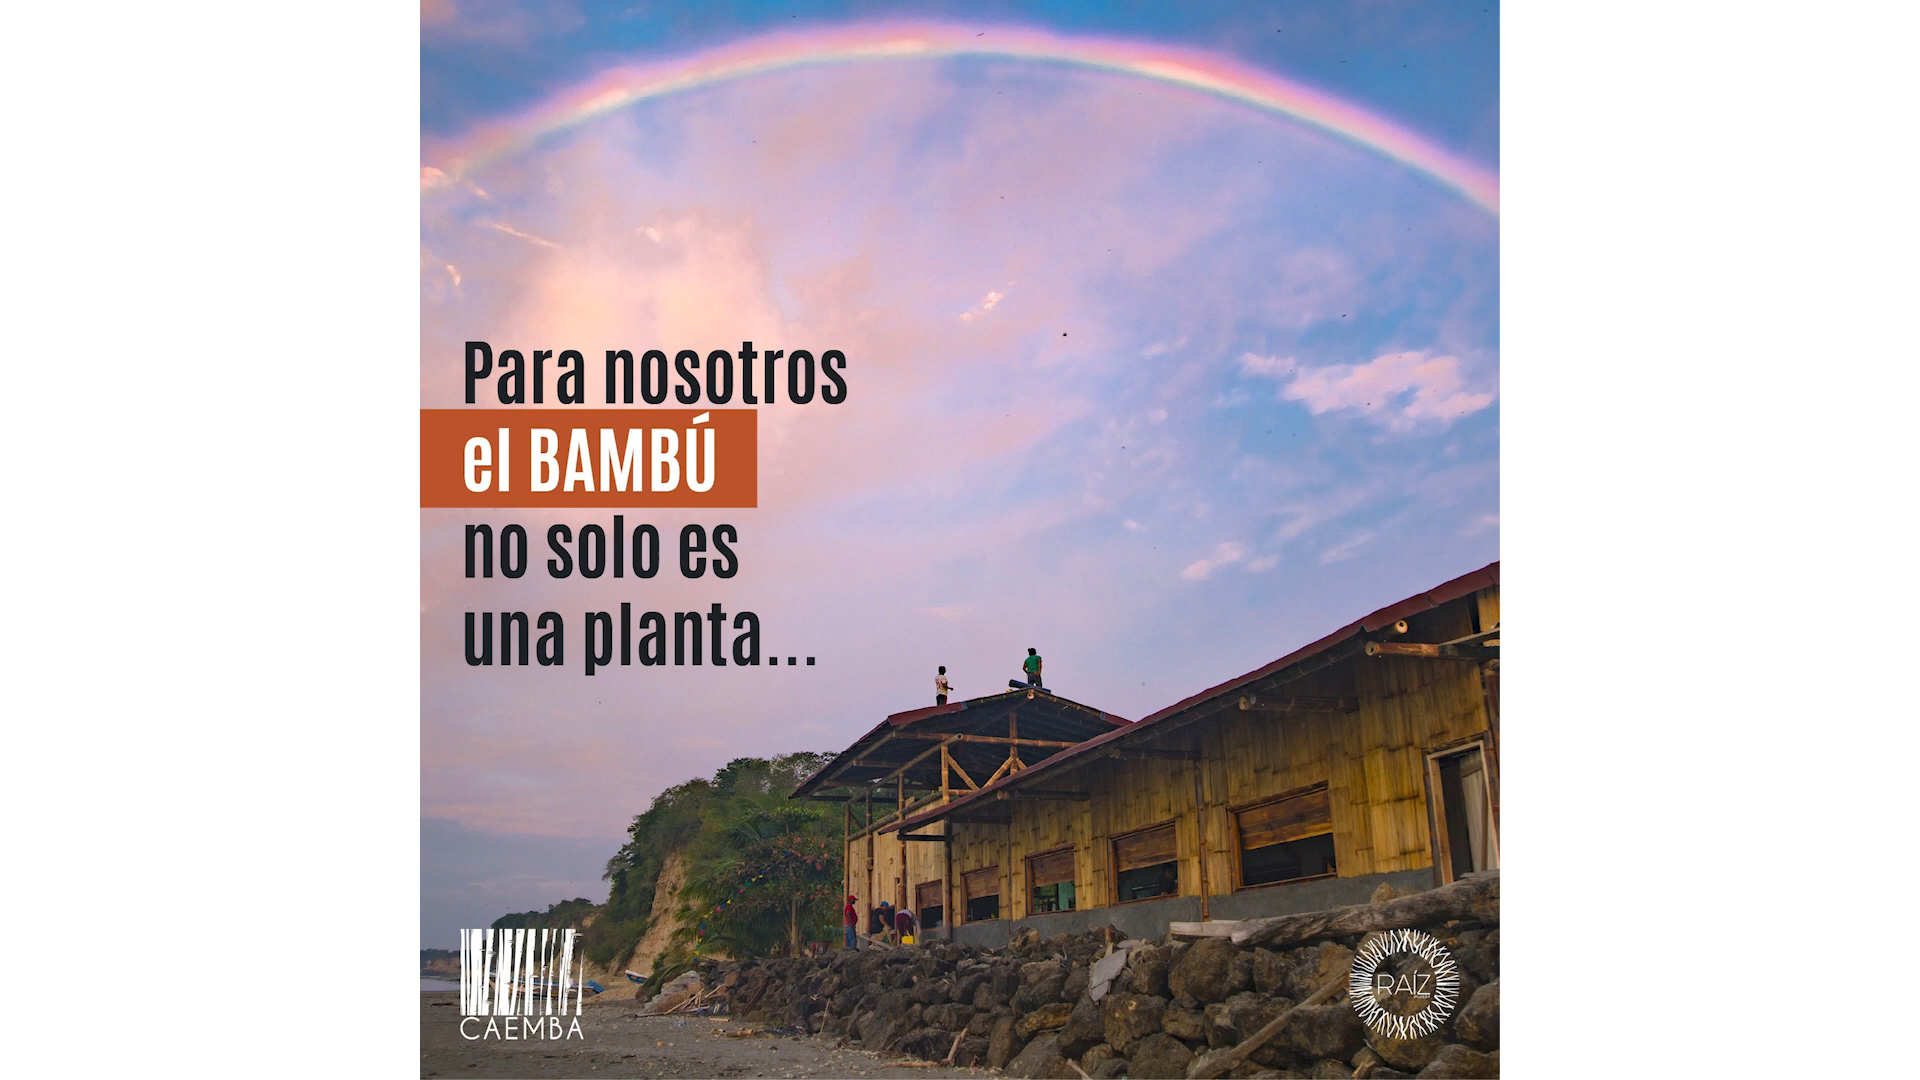 Para nosotros
el BAMBÚ
no solo es
una planta...
CAEMBA
RAÍZ